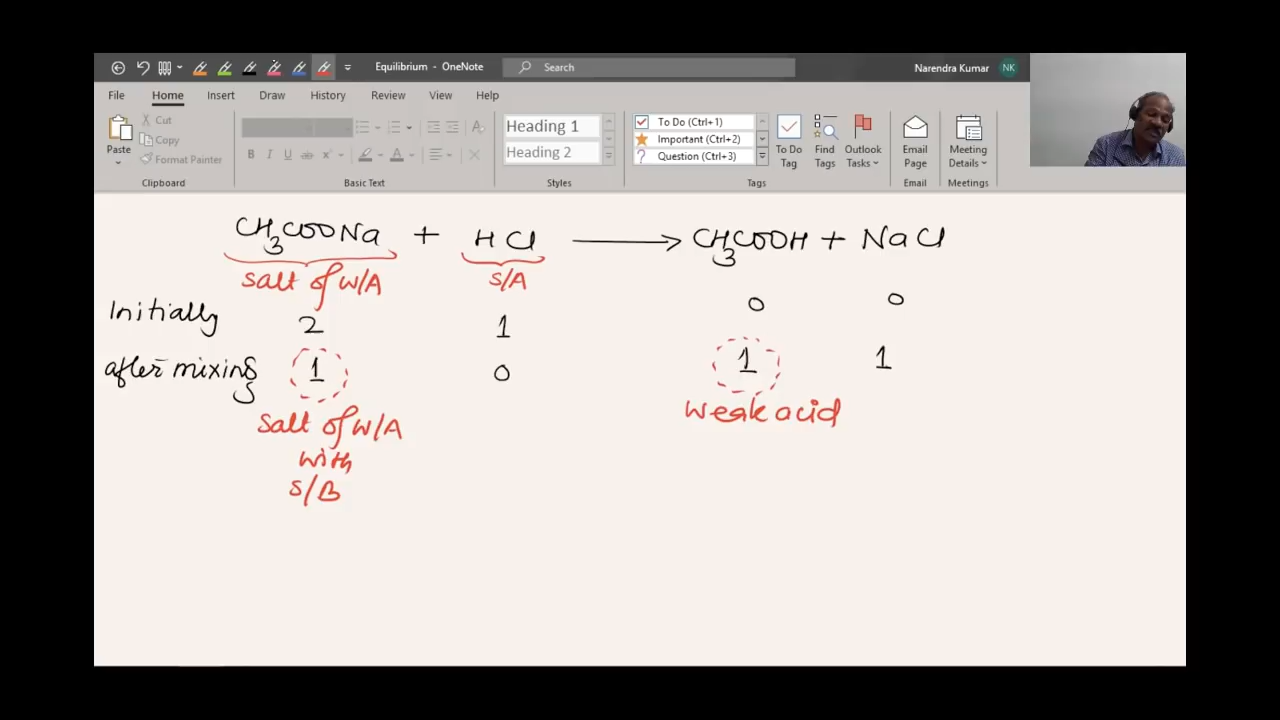 Equilibrium - OneNote
Search
Narendra Kumar NK
File Home Insert Draw History Review View Help
Paste
Cut
Copy
Format Painter
Clipboard
B I U ab x
A
Basic Text
Heading 1
Heading 2
Styles
To Do (Ctrl+1)
Important (Ctrl+2)
? Question (Ctrl+3)
To Do Tag
Find Tags
Outlook Tasks
Tags
Email Page
Email
Meeting Details
Meetings
CH3COONa + HCl ⟶ CH3COOH + NaCl
Salt of W/A S/A
Initially 2 1 0 0
after mixing 1 0 1 1
Salt of W/A weak acid
with
S/B